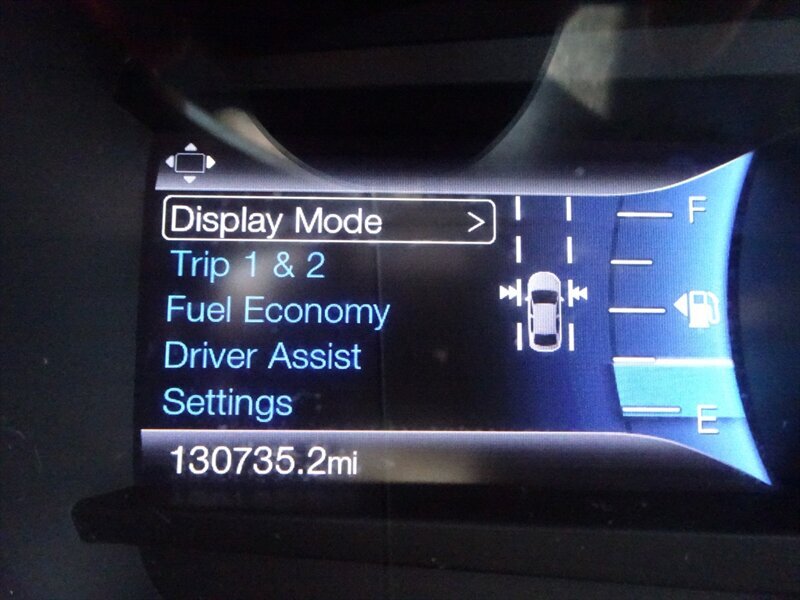 Display Mode >
Trip 1 & 2
Fuel Economy
Driver Assist
Settings
130735.2mi
F
E